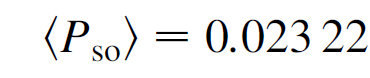 ⟨P_so⟩ = 0.023 22